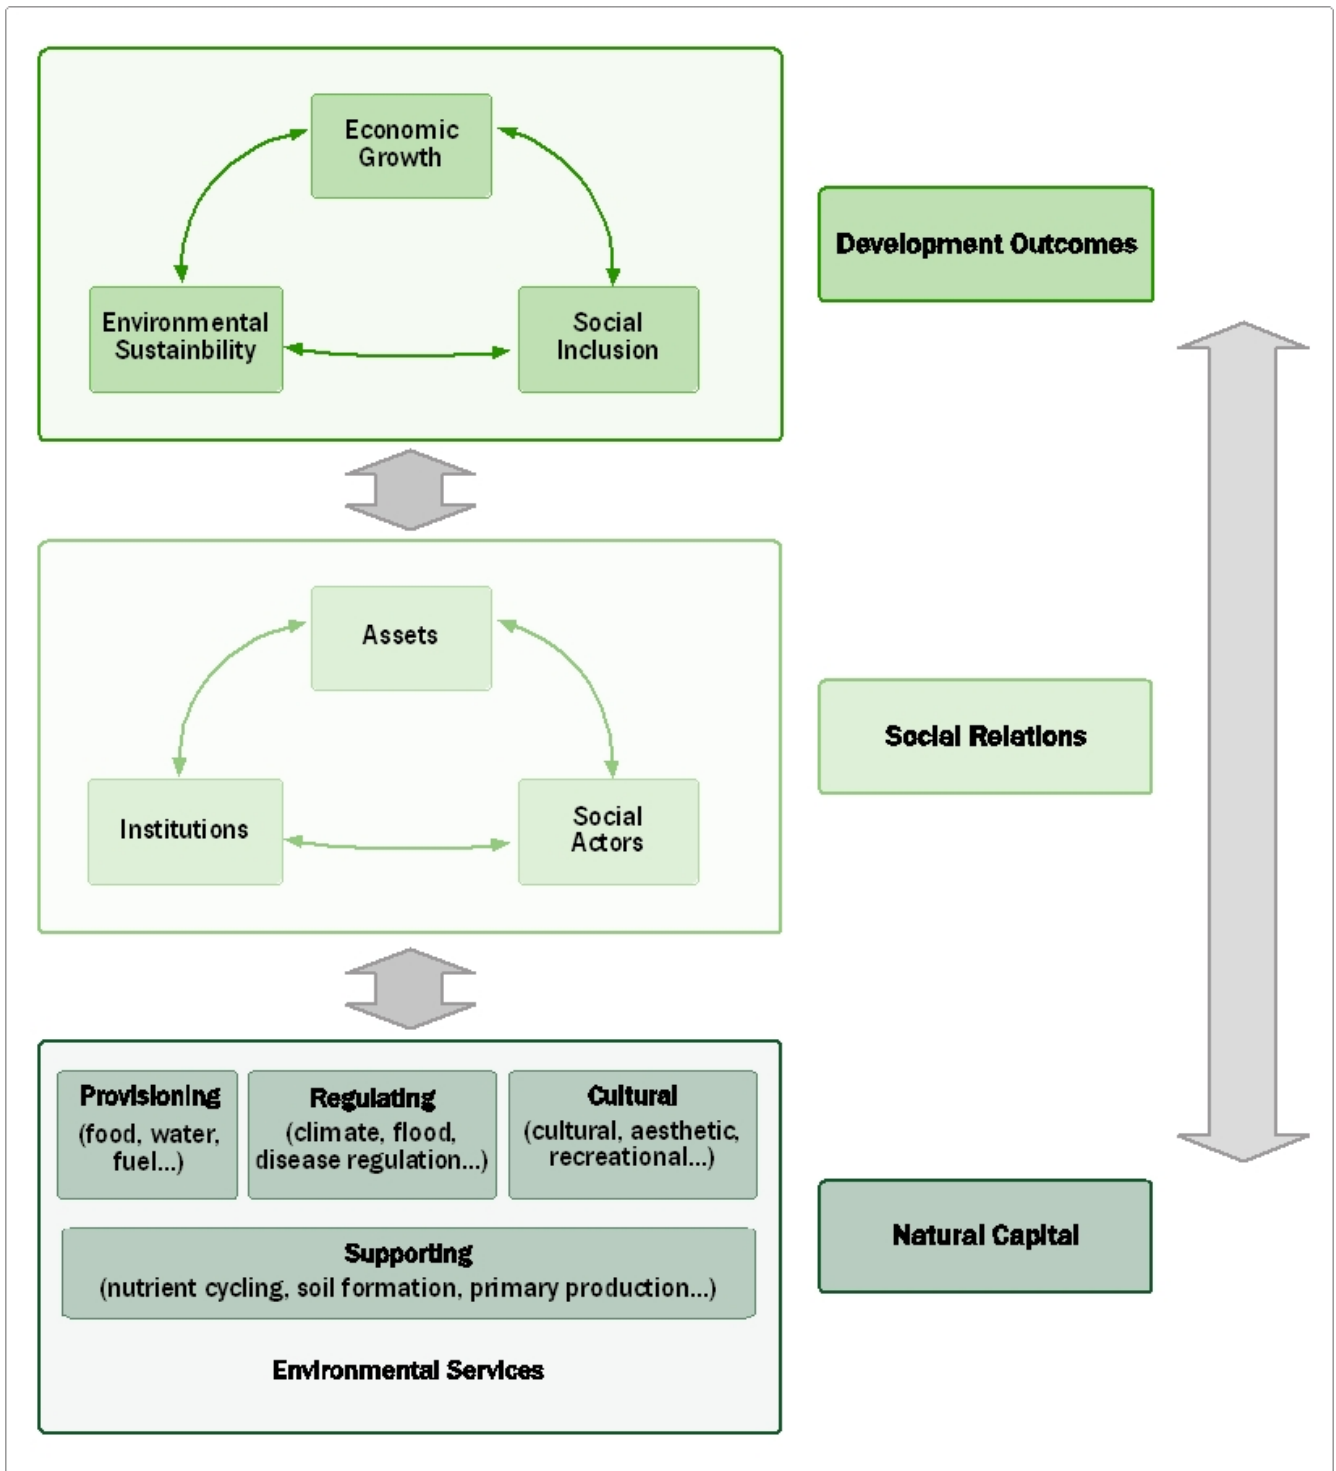 Economic
Growth
Environmental
Sustainbility
Social
Inclusion
Development Outcomes
Assets
Institutions
Social
Actors
Social Relations
Provisioning
(food, water,
fuel...)
Regulating
(climate, flood,
disease regulation...)
Cultural
(cultural, aesthetic,
recreational...)
Supporting
(nutrient cycling, soil formation, primary production...)
Environmental Services
Natural Capital